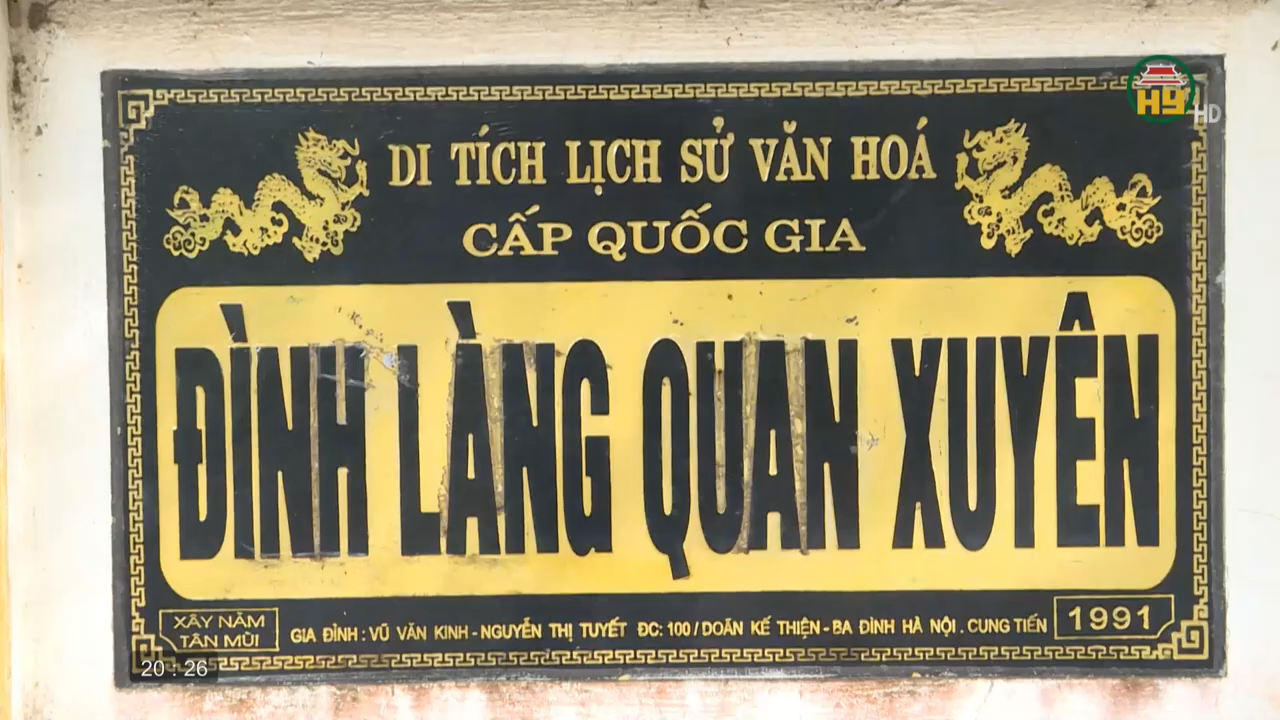 HY HD
DI TÍCH LỊCH SỬ VĂN HOÁ
CẤP QUỐC GIA
ĐÌNH LÀNG QUAN XUYÊN
XÂY NĂM
TÂN MÙI
GIA ĐÌNH : VŨ VĂN KINH - NGUYỄN THỊ TUYẾT ĐC: 100 / DOÃN KẾ THIỆN - BA ĐÌNH HÀ NỘI . CUNG TIẾN
1991
20 : 26